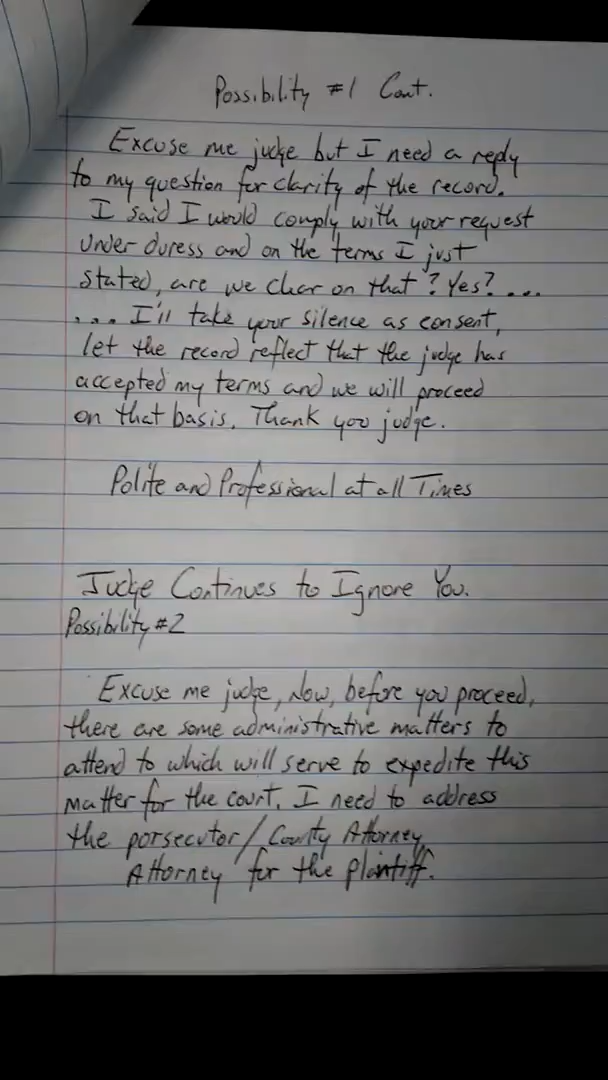 Possibility #1 Cont.
Excuse me judge but I need a reply
to my question for clarity of the record.
I said I would comply with your request
under duress and on the terms I just
stated, are we clear on that? Yes? ....
.... I'll take your silence as consent,
let the record reflect that the judge has
accepted my terms and we will proceed
on that basis. Thank you judge.
Polite and Professional at all Times
Judge Continues to Ignore You.
Possibility #2
Excuse me judge, Now, before you proceed,
there are some administrative matters to
attend to which will serve to expedite this
matter for the court. I need to address
the porsecutor/County Attorney
Attorney for the plantiff.